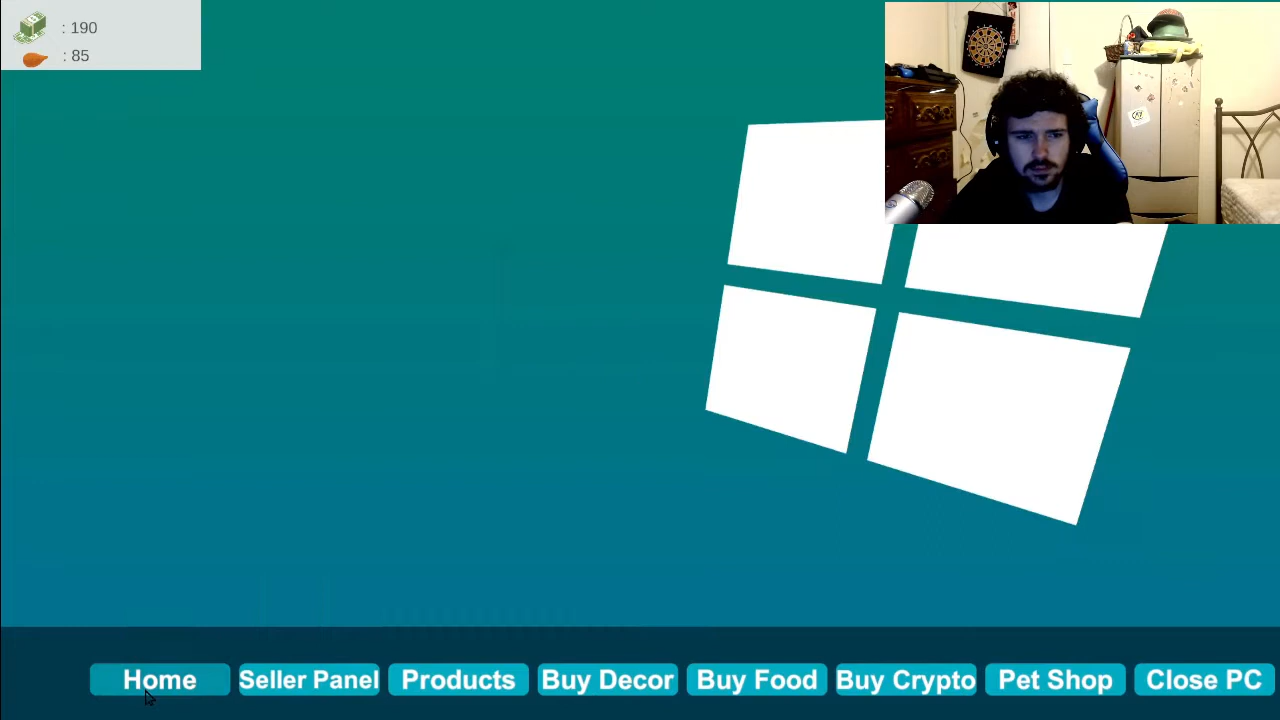 : 190
: 85
Home
Seller Panel
Products
Buy Decor
Buy Food
Buy Crypto
Pet Shop
Close PC